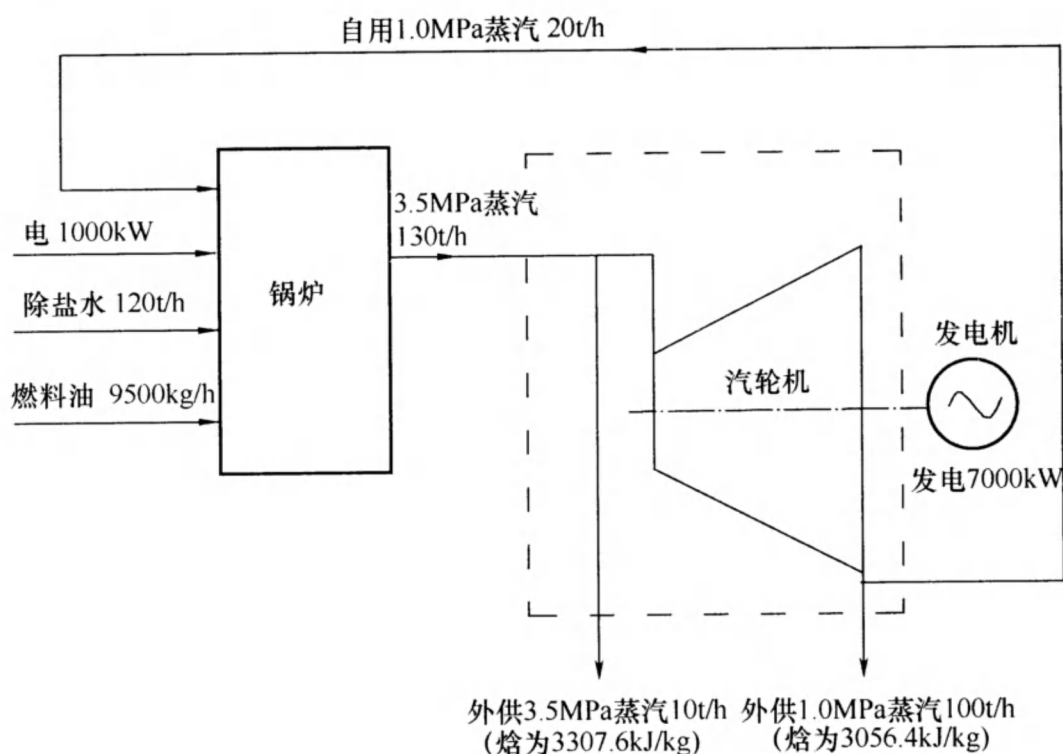 自用1.0MPa蒸汽 20t/h
3.5MPa蒸汽
130t/h
电 1000kW
除盐水 120t/h
燃料油 9500kg/h
锅炉
汽轮机
发电机
发电7000kW
外供3.5MPa蒸汽10t/h
(焓为3307.6kJ/kg)
外供1.0MPa蒸汽100t/h
(焓为3056.4kJ/kg)